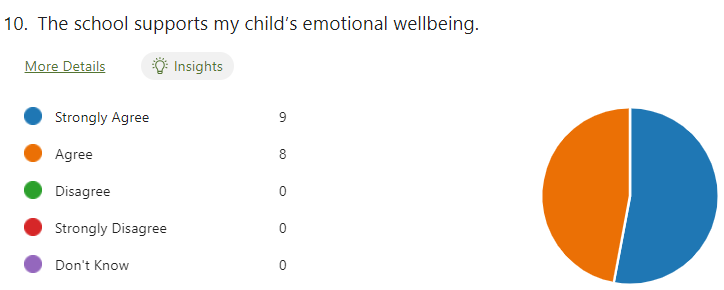 10. The school supports my child's emotional wellbeing.
More Details
Insights
Strongly Agree 9
Agree 8
Disagree 0
Strongly Disagree 0
Don't Know 0